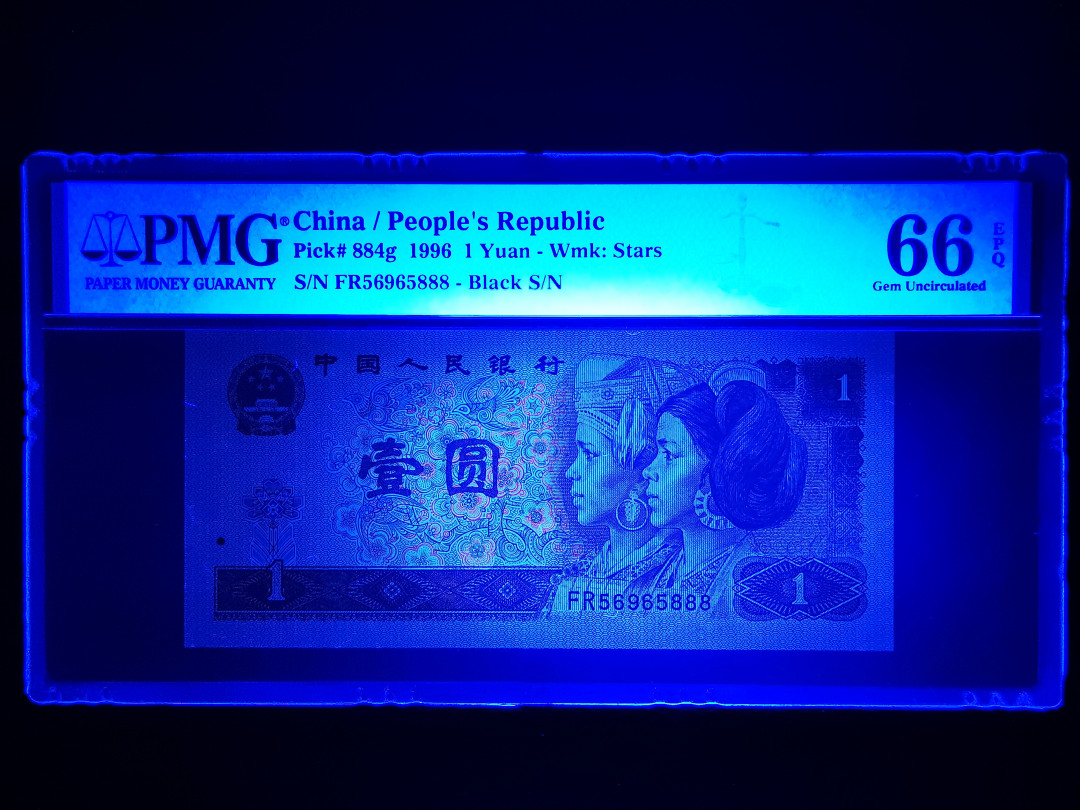 PMG®
PAPER MONEY GUARANTY
China / People's Republic
Pick# 884g 1996 1 Yuan - Wmk: Stars
S/N FR56965888 - Black S/N
66
EPQ
Gem Uncirculated
中国人民银行
1
壹圆
1
FR56965888
1